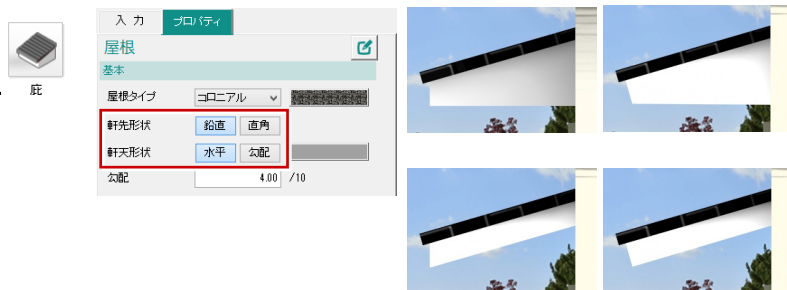 庇
入 力
プロパティ
屋根
基本
屋根タイプ
コロニアル
軒先形状
鉛直
直角
軒天形状
水平
勾配
勾配
4.00
/10